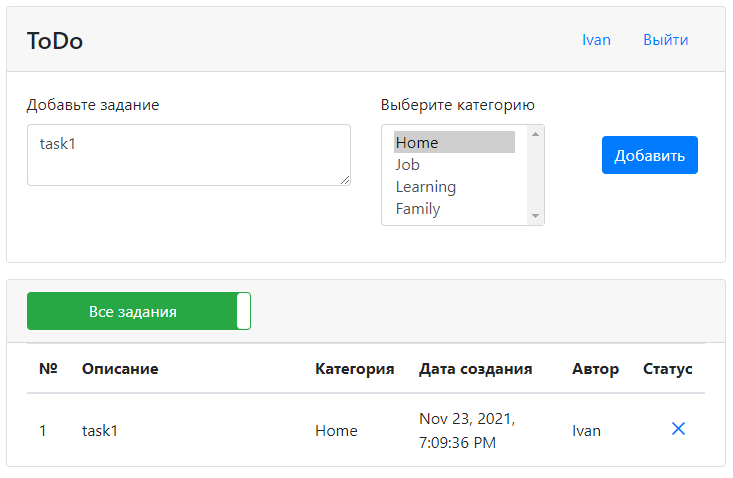 ToDo
Ivan
Выйти
Добавьте задание
Выберите категорию
task1
Home
Job
Learning
Family
Добавить
Все задания
№ Описание Категория Дата создания Автор Статус
1 task1 Home Nov 23, 2021, Ivan
7:09:36 PM